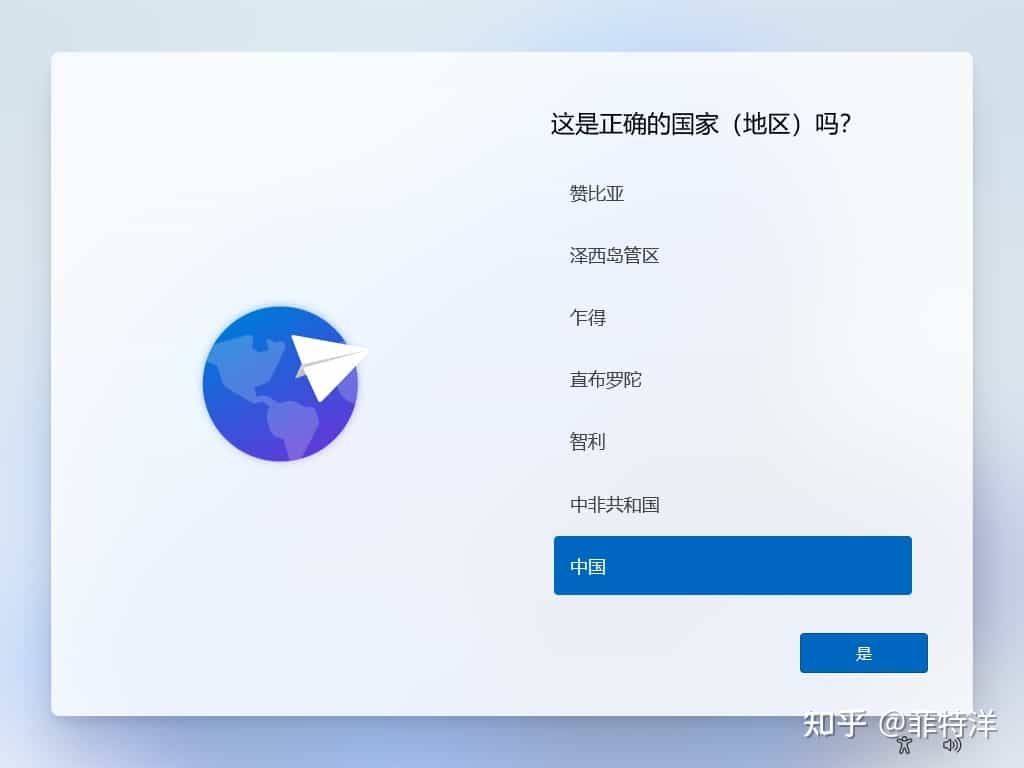 这是正确的国家（地区）吗？
赞比亚
泽西岛管区
乍得
直布罗陀
智利
中非共和国
中国
是
知乎 @菲特洋